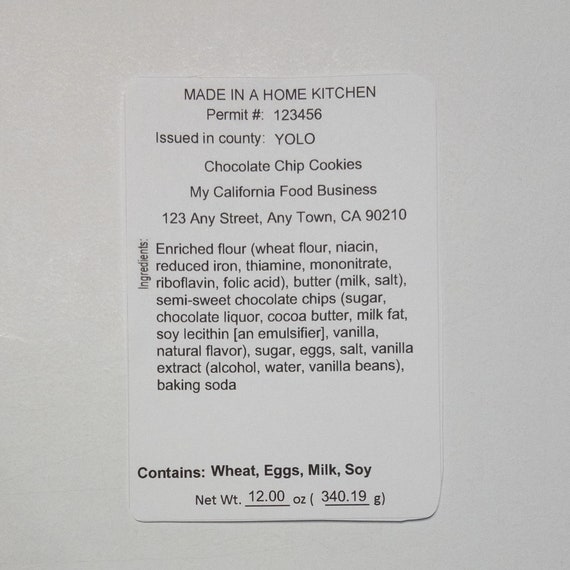 MADE IN A HOME KITCHEN
Permit #: 123456
Issued in county: YOLO
Chocolate Chip Cookies
My California Food Business
123 Any Street, Any Town, CA 90210
Ingredients:
Enriched flour (wheat flour, niacin,
reduced iron, thiamine, mononitrate,
riboflavin, folic acid), butter (milk, salt),
semi-sweet chocolate chips (sugar,
chocolate liquor, cocoa butter, milk fat,
soy lecithin [an emulsifier], vanilla,
natural flavor), sugar, eggs, salt, vanilla
extract (alcohol, water, vanilla beans),
baking soda
Contains: Wheat, Eggs, Milk, Soy
Net Wt. 12.00 oz ( 340.19 g)